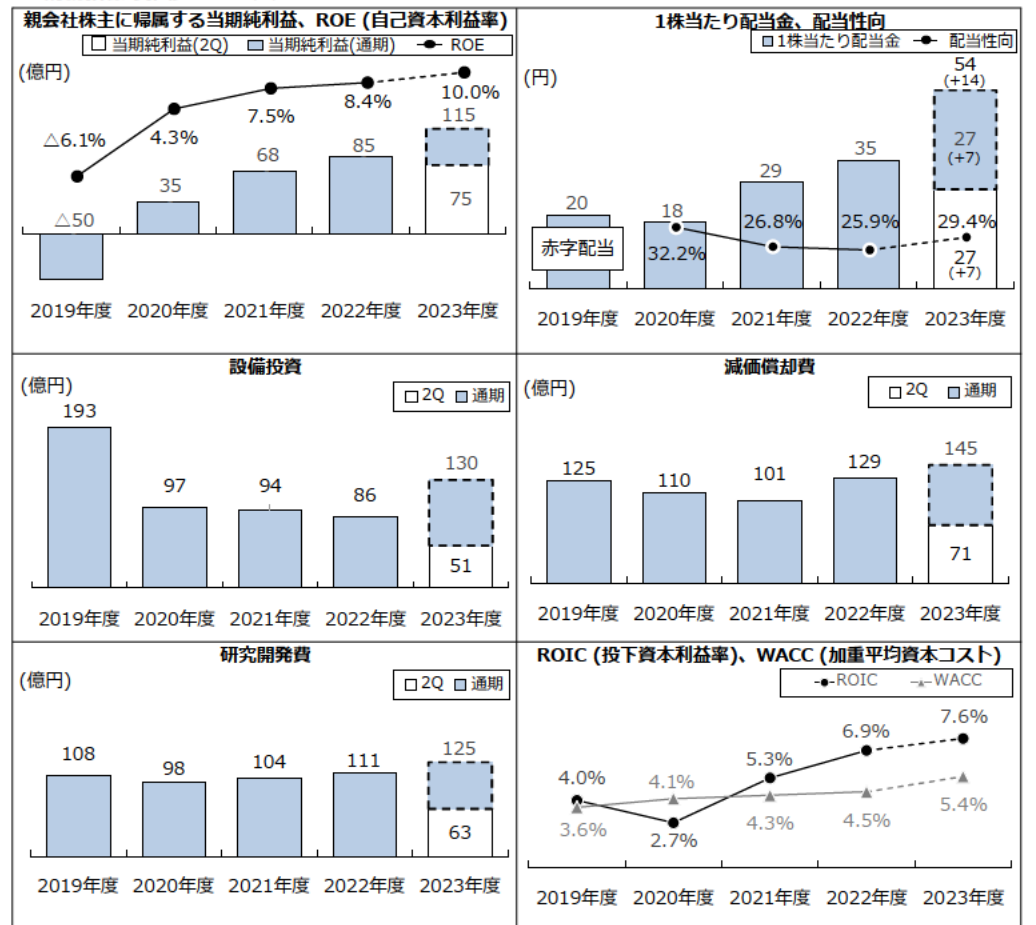 親会社株主に帰属する当期純利益、ROE (自己資本利益率)
当期純利益(2Q) 当期純利益(通期) ROE
(億円)
△6.1%
4.3%
7.5%
8.4%
10.0%
△50
35
68
85
115
75
2019年度 2020年度 2021年度 2022年度 2023年度
1株当たり配当金、配当性向
1株当たり配当金 配当性向
(円)
20
18
29
35
54
(+14)
27
(+7)
赤字配当
32.2%
26.8%
25.9%
29.4%
27
(+7)
2019年度 2020年度 2021年度 2022年度 2023年度
設備投資
2Q 通期
(億円)
193
97
94
86
130
51
2019年度 2020年度 2021年度 2022年度 2023年度
減価償却費
2Q 通期
(億円)
125
110
101
129
145
71
2019年度 2020年度 2021年度 2022年度 2023年度
研究開発費
2Q 通期
(億円)
108
98
104
111
125
63
2019年度 2020年度 2021年度 2022年度 2023年度
ROIC (投下資本利益率)、WACC (加重平均資本コスト)
ROIC WACC
4.0%
2.7%
5.3%
6.9%
7.6%
3.6%
4.1%
4.3%
4.5%
5.4%
2019年度 2020年度 2021年度 2022年度 2023年度